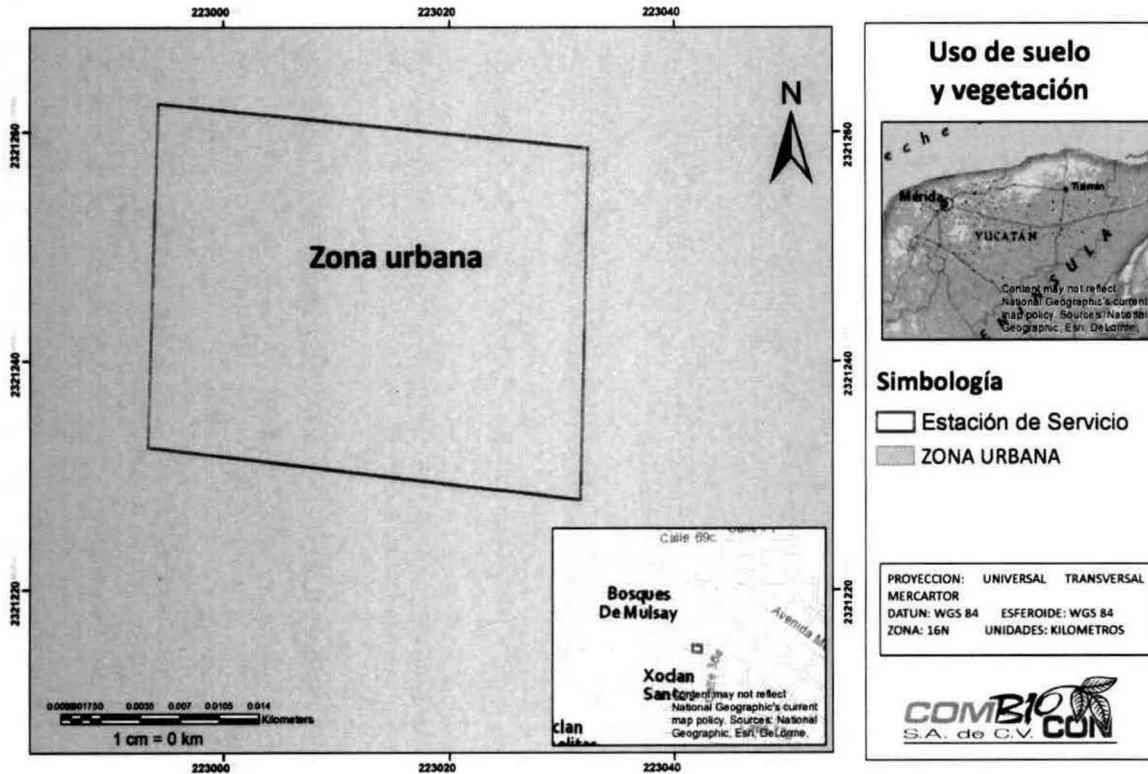 223000
223020
223040
2321260
2321240
2321220
2321260
2321240
2321220
N
Zona urbana
Calle 69c
Bosques
De Mulsay
Xoclan
Content may not reflect
National Geographic's current
map policy. Sources: National
Geographic, Esri, DeLorme,
0.0035 0.007 0.0105 0.014
Kilometers
1 cm = 0 km
223000
223020
223040
Uso de suelo
y vegetación
eche
Mérida
Tizimín
YUCATÁN
ENINSULA
Content may not reflect
National Geographic's current
map policy. Sources: National
Geographic, Esri, DeLorme,
Simbología
Estación de Servicio
ZONA URBANA
PROYECCION: UNIVERSAL TRANSVERSAL
MERCARTOR
DATUN: WGS 84 ESFEROIDE: WGS 84
ZONA: 16N UNIDADES: KILOMETROS
COMBIOCON
S.A. de C.V.